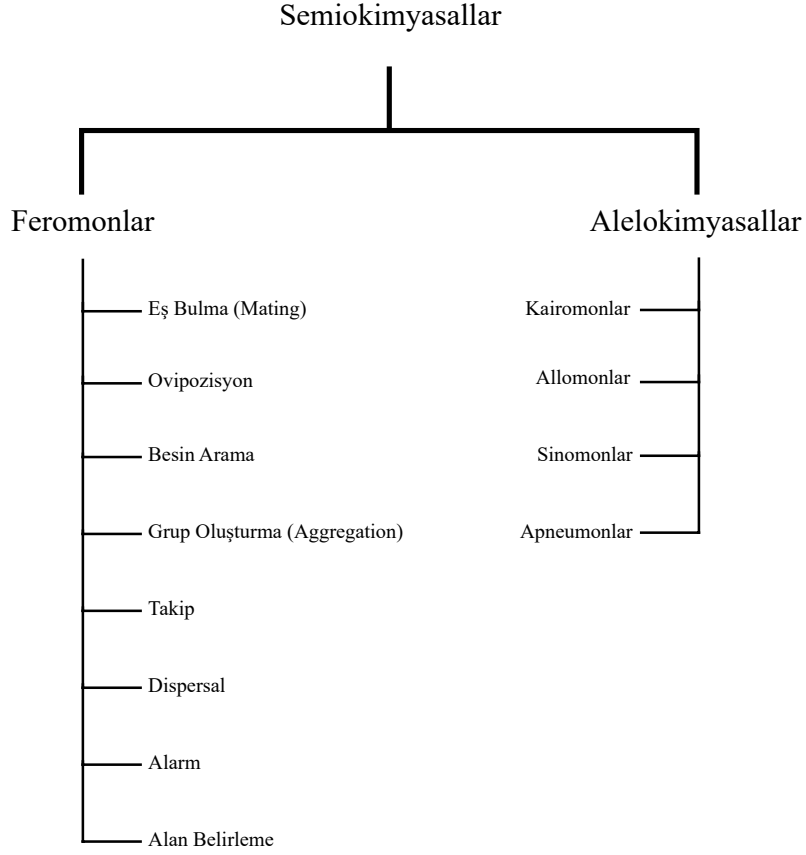 Semiokimyasallar
Feromonlar
Alelokimyasallar
Eş Bulma (Mating)
Kairomonlar
Ovipozisyon
Allomonlar
Besin Arama
Sinomonlar
Grup Oluşturma (Aggregation)
Apneumonlar
Takip
Dispersal
Alarm
Alan Belirleme